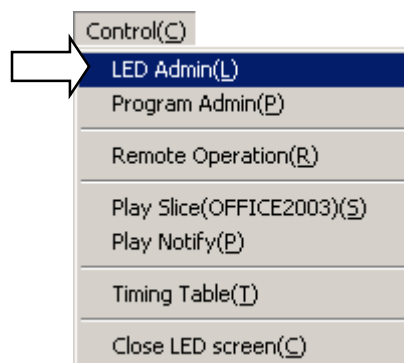 Control(C)
LED Admin(L)
Program Admin(P)
Remote Operation(R)
Play Slice(OFFICE2003)(S)
Play Notify(P)
Timing Table(T)
Close LED screen(C)